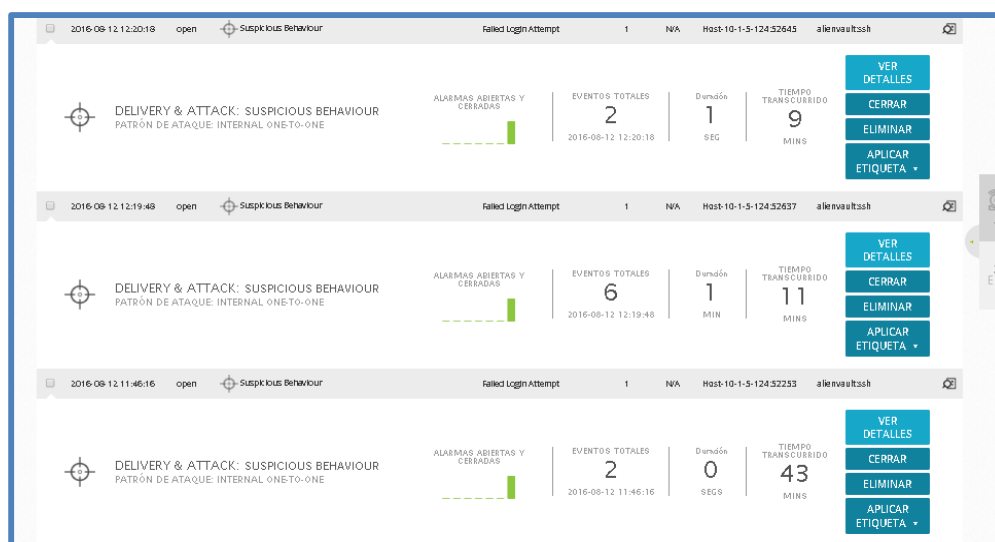 2016-08-12 12:20:18 open Suspicious Behaviour Failed Login Attempt 1 N/A Host-10-1-5-124:52645 alienvault:ssh
DELIVERY & ATTACK: SUSPICIOUS BEHAVIOUR
PATRÓN DE ATAQUE: INTERNAL ONE-TO-ONE
ALARMAS ABIERTAS Y
CERRADAS
EVENTOS TOTALES
2
2016-08-12 12:20:18
Duración
1
SEG
TIEMPO
TRANSCURRIDO
9
MINS
VER
DETALLES
CERRAR
ELIMINAR
APLICAR
ETIQUETA
2016-08-12 12:19:48 open Suspicious Behaviour Failed Login Attempt 1 N/A Host-10-1-5-124:52637 alienvault:ssh
DELIVERY & ATTACK: SUSPICIOUS BEHAVIOUR
PATRÓN DE ATAQUE: INTERNAL ONE-TO-ONE
ALARMAS ABIERTAS Y
CERRADAS
EVENTOS TOTALES
6
2016-08-12 12:19:48
Duración
1
MIN
TIEMPO
TRANSCURRIDO
11
MINS
VER
DETALLES
CERRAR
ELIMINAR
APLICAR
ETIQUETA
2016-08-12 11:46:16 open Suspicious Behaviour Failed Login Attempt 1 N/A Host-10-1-5-124:52253 alienvault:ssh
DELIVERY & ATTACK: SUSPICIOUS BEHAVIOUR
PATRÓN DE ATAQUE: INTERNAL ONE-TO-ONE
ALARMAS ABIERTAS Y
CERRADAS
EVENTOS TOTALES
2
2016-08-12 11:46:16
Duración
0
SEGS
TIEMPO
TRANSCURRIDO
43
MINS
VER
DETALLES
CERRAR
ELIMINAR
APLICAR
ETIQUETA